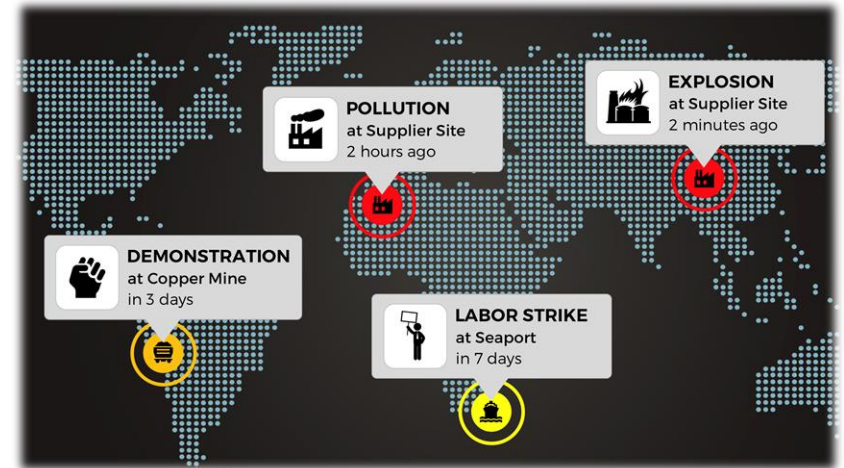 EXPLOSION
at Supplier Site
2 minutes ago
POLLUTION
at Supplier Site
2 hours ago
DEMONSTRATION
at Copper Mine
in 3 days
LABOR STRIKE
at Seaport
in 7 days